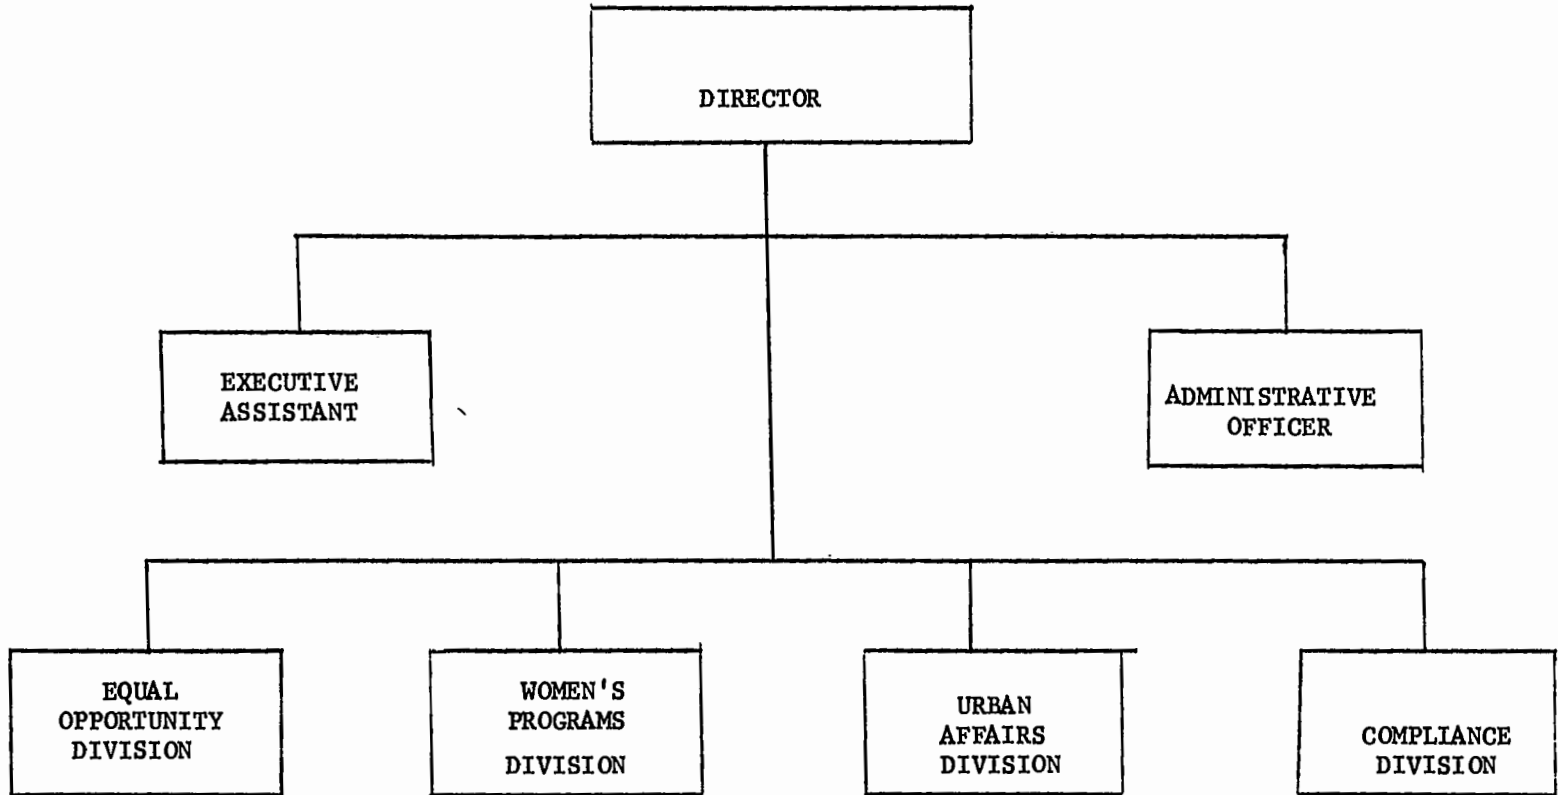 DIRECTOR
EXECUTIVE
ASSISTANT
ADMINISTRATIVE
OFFICER
EQUAL
OPPORTUNITY
DIVISION
WOMEN'S
PROGRAMS
DIVISION
URBAN
AFFAIRS
DIVISION
COMPLIANCE
DIVISION